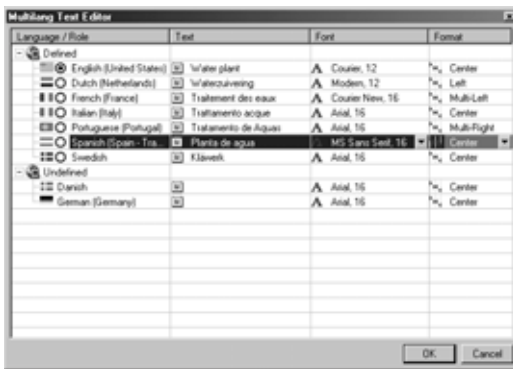 Multilang Text Editor
Language / Role Text Font Format
Defined
English (United States) Water plant Courier, 12 Center
Dutch (Netherlands) Waterzuivering Modern, 12 Left
French (France) Traitement des eaux Courier New, 16 Multi-Left
Italian (Italy) Trattamento acque Arial, 16 Center
Portuguese (Portugal) Tratamento de Aquas Arial, 16 Multi-Right
Spanish (Spain - Tra... Planta de agua MS Sans Serif, 16 Center
Swedish Kläwerk Arial, 16 Center
Undefined
Danish Arial, 16 Center
German (Germany) Arial, 16 Center
OK Cancel